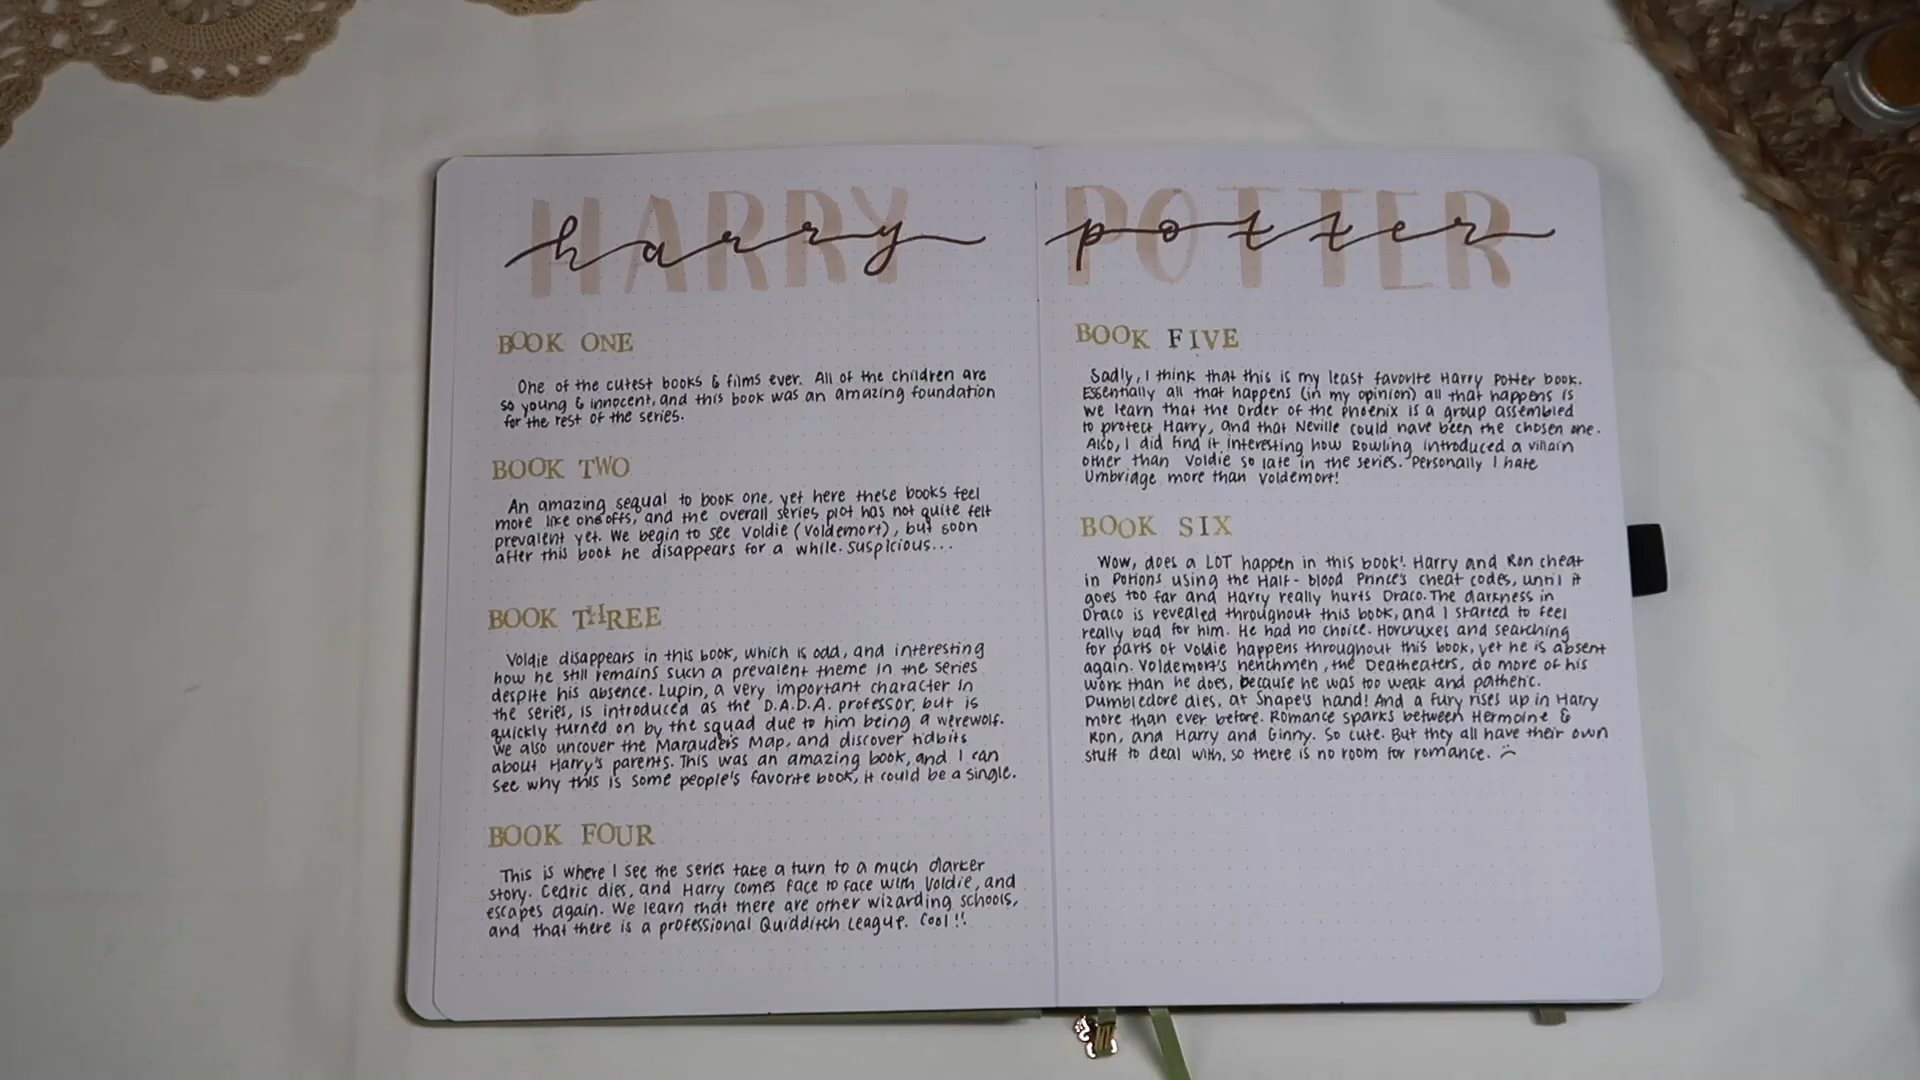 HARRY POTTER
harry potter
BOOK ONE
One of the cutest books & films ever. All of the children are
so young & innocent, and this book was an amazing foundation
for the rest of the series.
BOOK TWO
An amazing sequal to book one, yet here these books feel
more like one offs, and the overall series plot has not quite felt
prevalent yet. We begin to see Voldie (Voldemort), but soon
after this book he disappears for a while. Suspicious...
BOOK THREE
Voldie disappears in this book, which is odd, and interesting
how he still remains such a prevalent theme in the series
despite his absence. Lupin, a very important character in
the series, is introduced as the D.A.D.A. professor, but is
quickly turned on by the squad due to him being a werewolf.
We also uncover the Marauder's Map, and discover tidbits
about Harry's parents. This was an amazing book, and I can
see why this is some people's favorite book, it could be a single.
BOOK FOUR
This is where I see the series take a turn to a much darker
story. Cedric dies, and Harry comes face to face with Voldie, and
escapes again. We learn that there are other wizarding schools,
and that there is a professional Quidditch League. Cool!!
BOOK FIVE
Sadly, I think that this is my least favorite Harry Potter book.
Essentially all that happens (in my opinion) all that happens is
we learn that the Order of the Phoenix is a group assembled
to protect Harry, and that Neville could have been the chosen one.
Also, I did find it interesting how Rowling introduced a villain
other than Voldie so late in the series. Personally I hate
Umbridge more than Voldemort!
BOOK SIX
Wow, does a LOT happen in this book! Harry and Ron cheat
in Potions using the Half-blood Prince's cheat codes, until it
goes too far and Harry really hurts Draco. The darkness in
Draco is revealed throughout this book, and I started to feel
really bad for him. He had no choice. Horcruxes and searching
for parts of Voldie happens throughout this book, yet he is absent
again. Voldemort's henchmen, the Deatheaters, do more of his
work than he does, because he was too weak and pathetic.
Dumbledore dies, at Snape's hand! And a fury rises up in Harry
more than ever before. Romance sparks between Hermoine &
Ron, and Harry and Ginny. So cute. But they all have their own
stuff to deal with, so there is no room for romance. :(